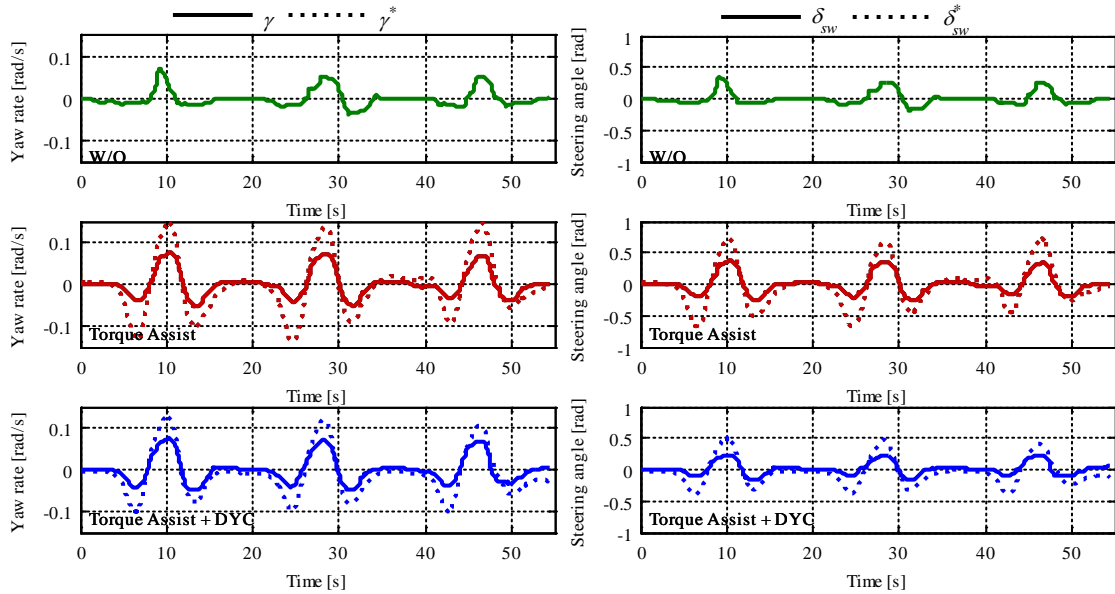 γ γ* δsw δ*sw
Yaw rate [rad/s] 0.1 0 -0.1 W/O 0 10 20 30 40 50 Time [s]
Steering angle [rad] 1 0.5 0 -0.5 -1 W/O 0 10 20 30 40 50 Time [s]
Yaw rate [rad/s] 0.1 0 -0.1 Torque Assist 0 10 20 30 40 50 Time [s]
Steering angle [rad] 1 0.5 0 -0.5 -1 Torque Assist 0 10 20 30 40 50 Time [s]
Yaw rate [rad/s] 0.1 0 -0.1 Torque Assist + DYC 0 10 20 30 40 50 Time [s]
Steering angle [rad] 1 0.5 0 -0.5 -1 Torque Assist + DYC 0 10 20 30 40 50 Time [s]